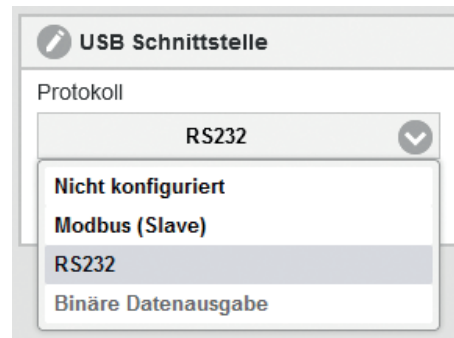 USB Schnittstelle
Protokoll
RS232
Nicht konfiguriert
Modbus (Slave)
RS232
Binäre Datenausgabe